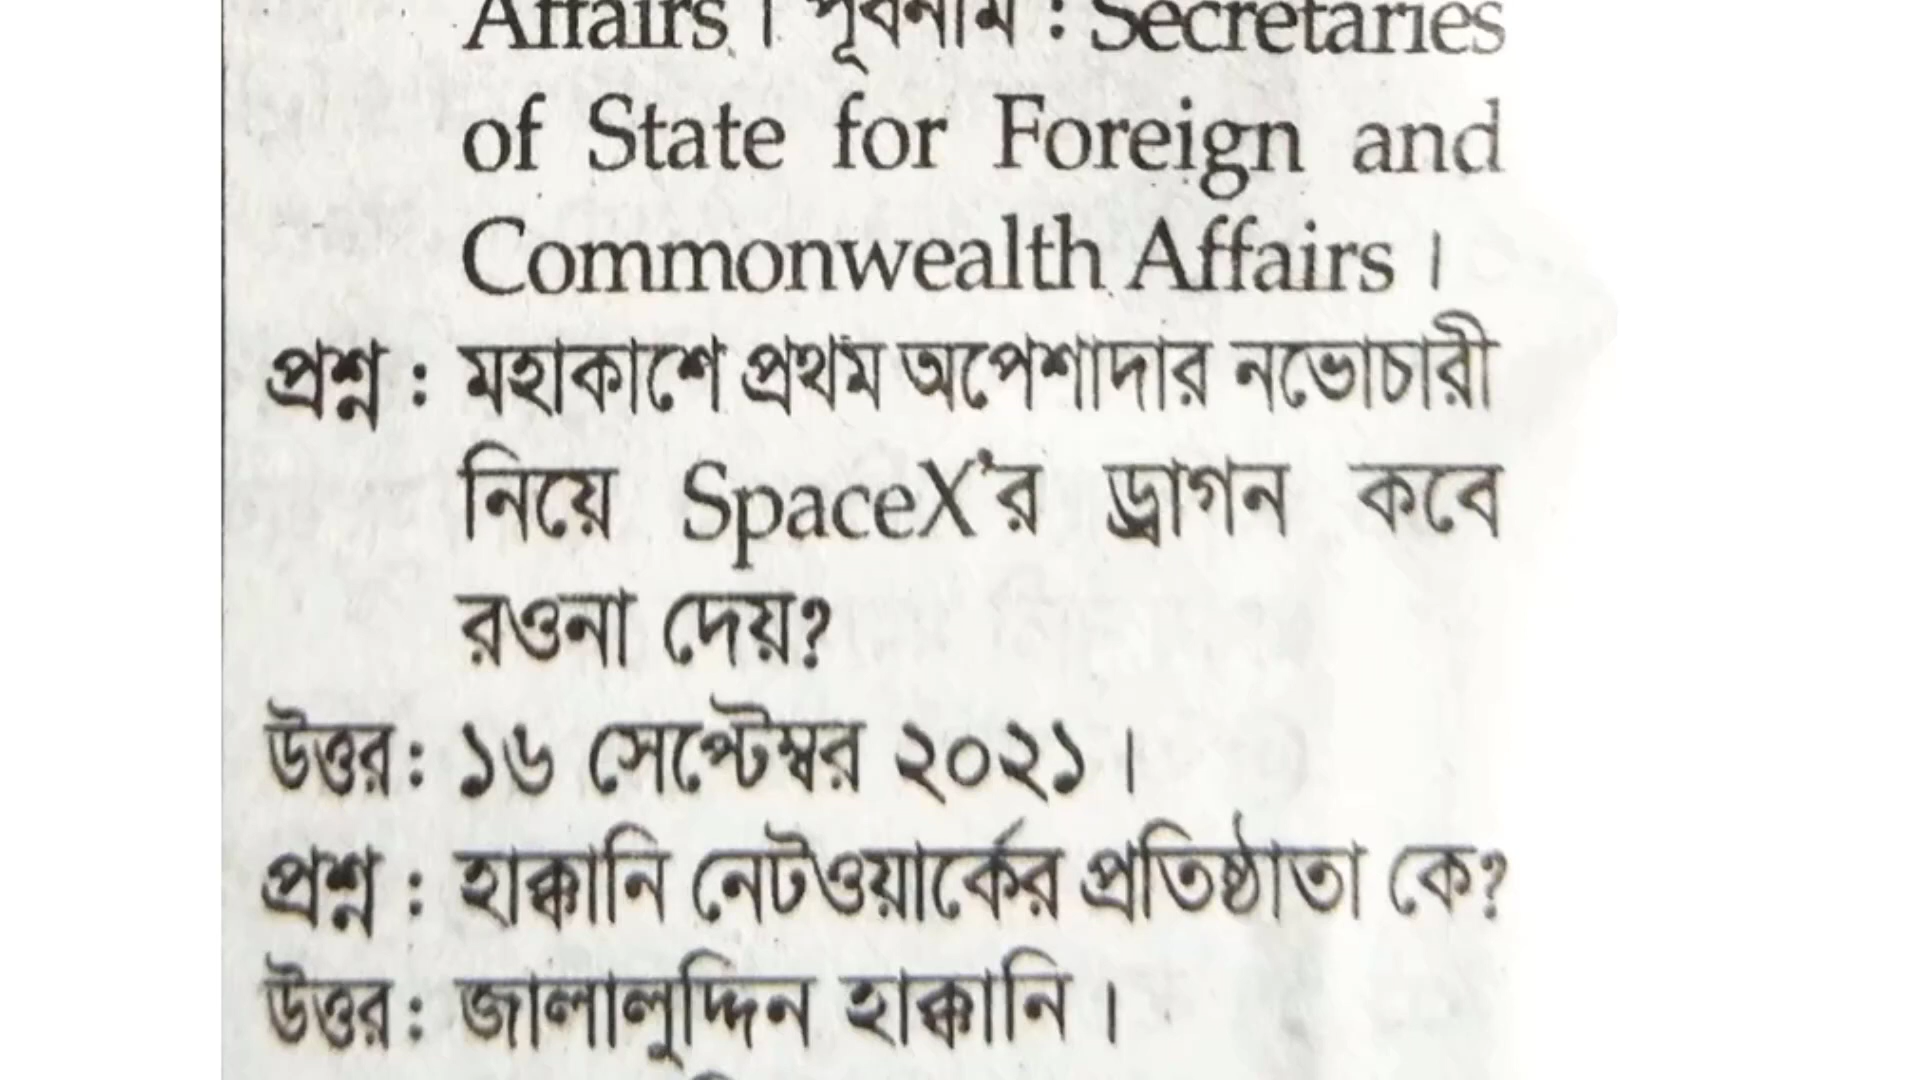 Affairs। পূর্বনাম : Secretaries
of State for Foreign and
Commonwealth Affairs।
প্রশ্ন : মহাকাশে প্রথম অপেশাদার নভোচারী
নিয়ে SpaceX'র ড্রাগন কবে
রওনা দেয়?
উত্তর : ১৬ সেপ্টেম্বর ২০২১।
প্রশ্ন : হাক্কানি নেটওয়ার্কের প্রতিষ্ঠাতা কে?
উত্তর : জালালুদ্দিন হাক্কানি।